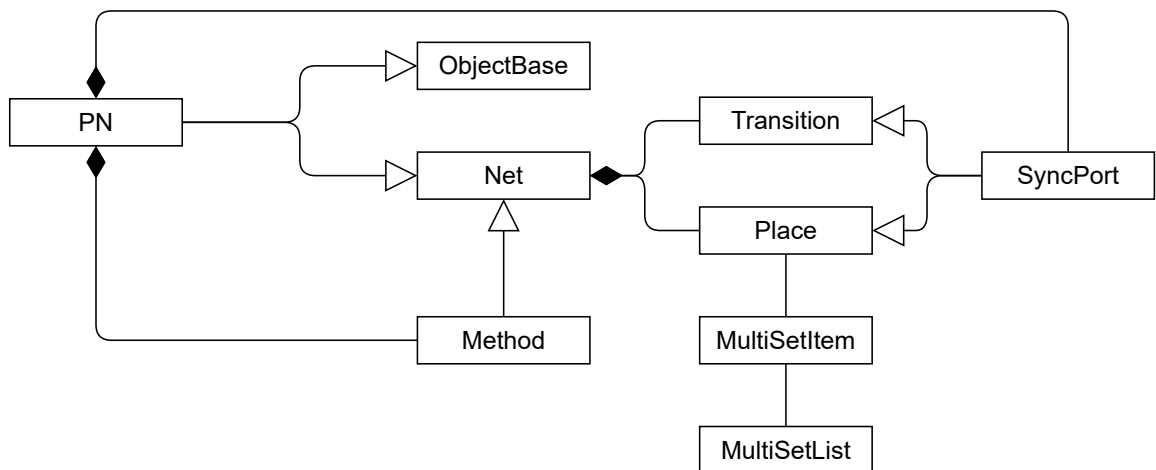 ObjectBase
PN
Transition
Net
SyncPort
Place
Method
MultiSetItem
MultiSetList